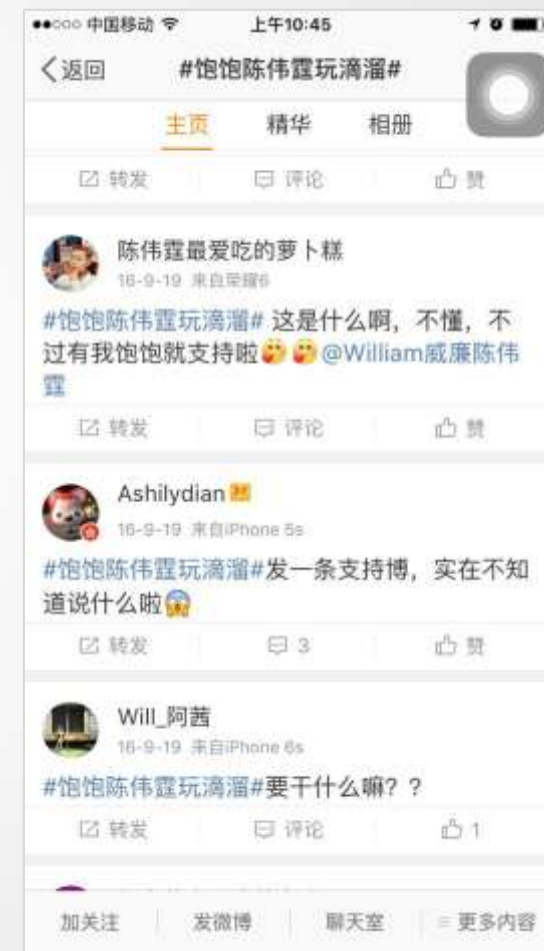 中国移动 上午10:45
返回 #饱饱陈伟霆玩滴溜#
主页 精华 相册
转发 评论 赞
陈伟霆最爱吃的萝卜糕
16-9-19 来自荣耀6
#饱饱陈伟霆玩滴溜# 这是什么啊，不懂，不
过有我饱饱就支持啦 @William威廉陈伟
霆
转发 评论 赞
Ashilydian
16-9-19 来自iPhone 5s
#饱饱陈伟霆玩滴溜#发一条支持博，实在不知
道说什么啦
转发 3 赞
Will_阿茜
16-9-19 来自iPhone 6s
#饱饱陈伟霆玩滴溜#要干什么嘛？？
转发 评论 1
加关注 发微博 聊天室 更多内容